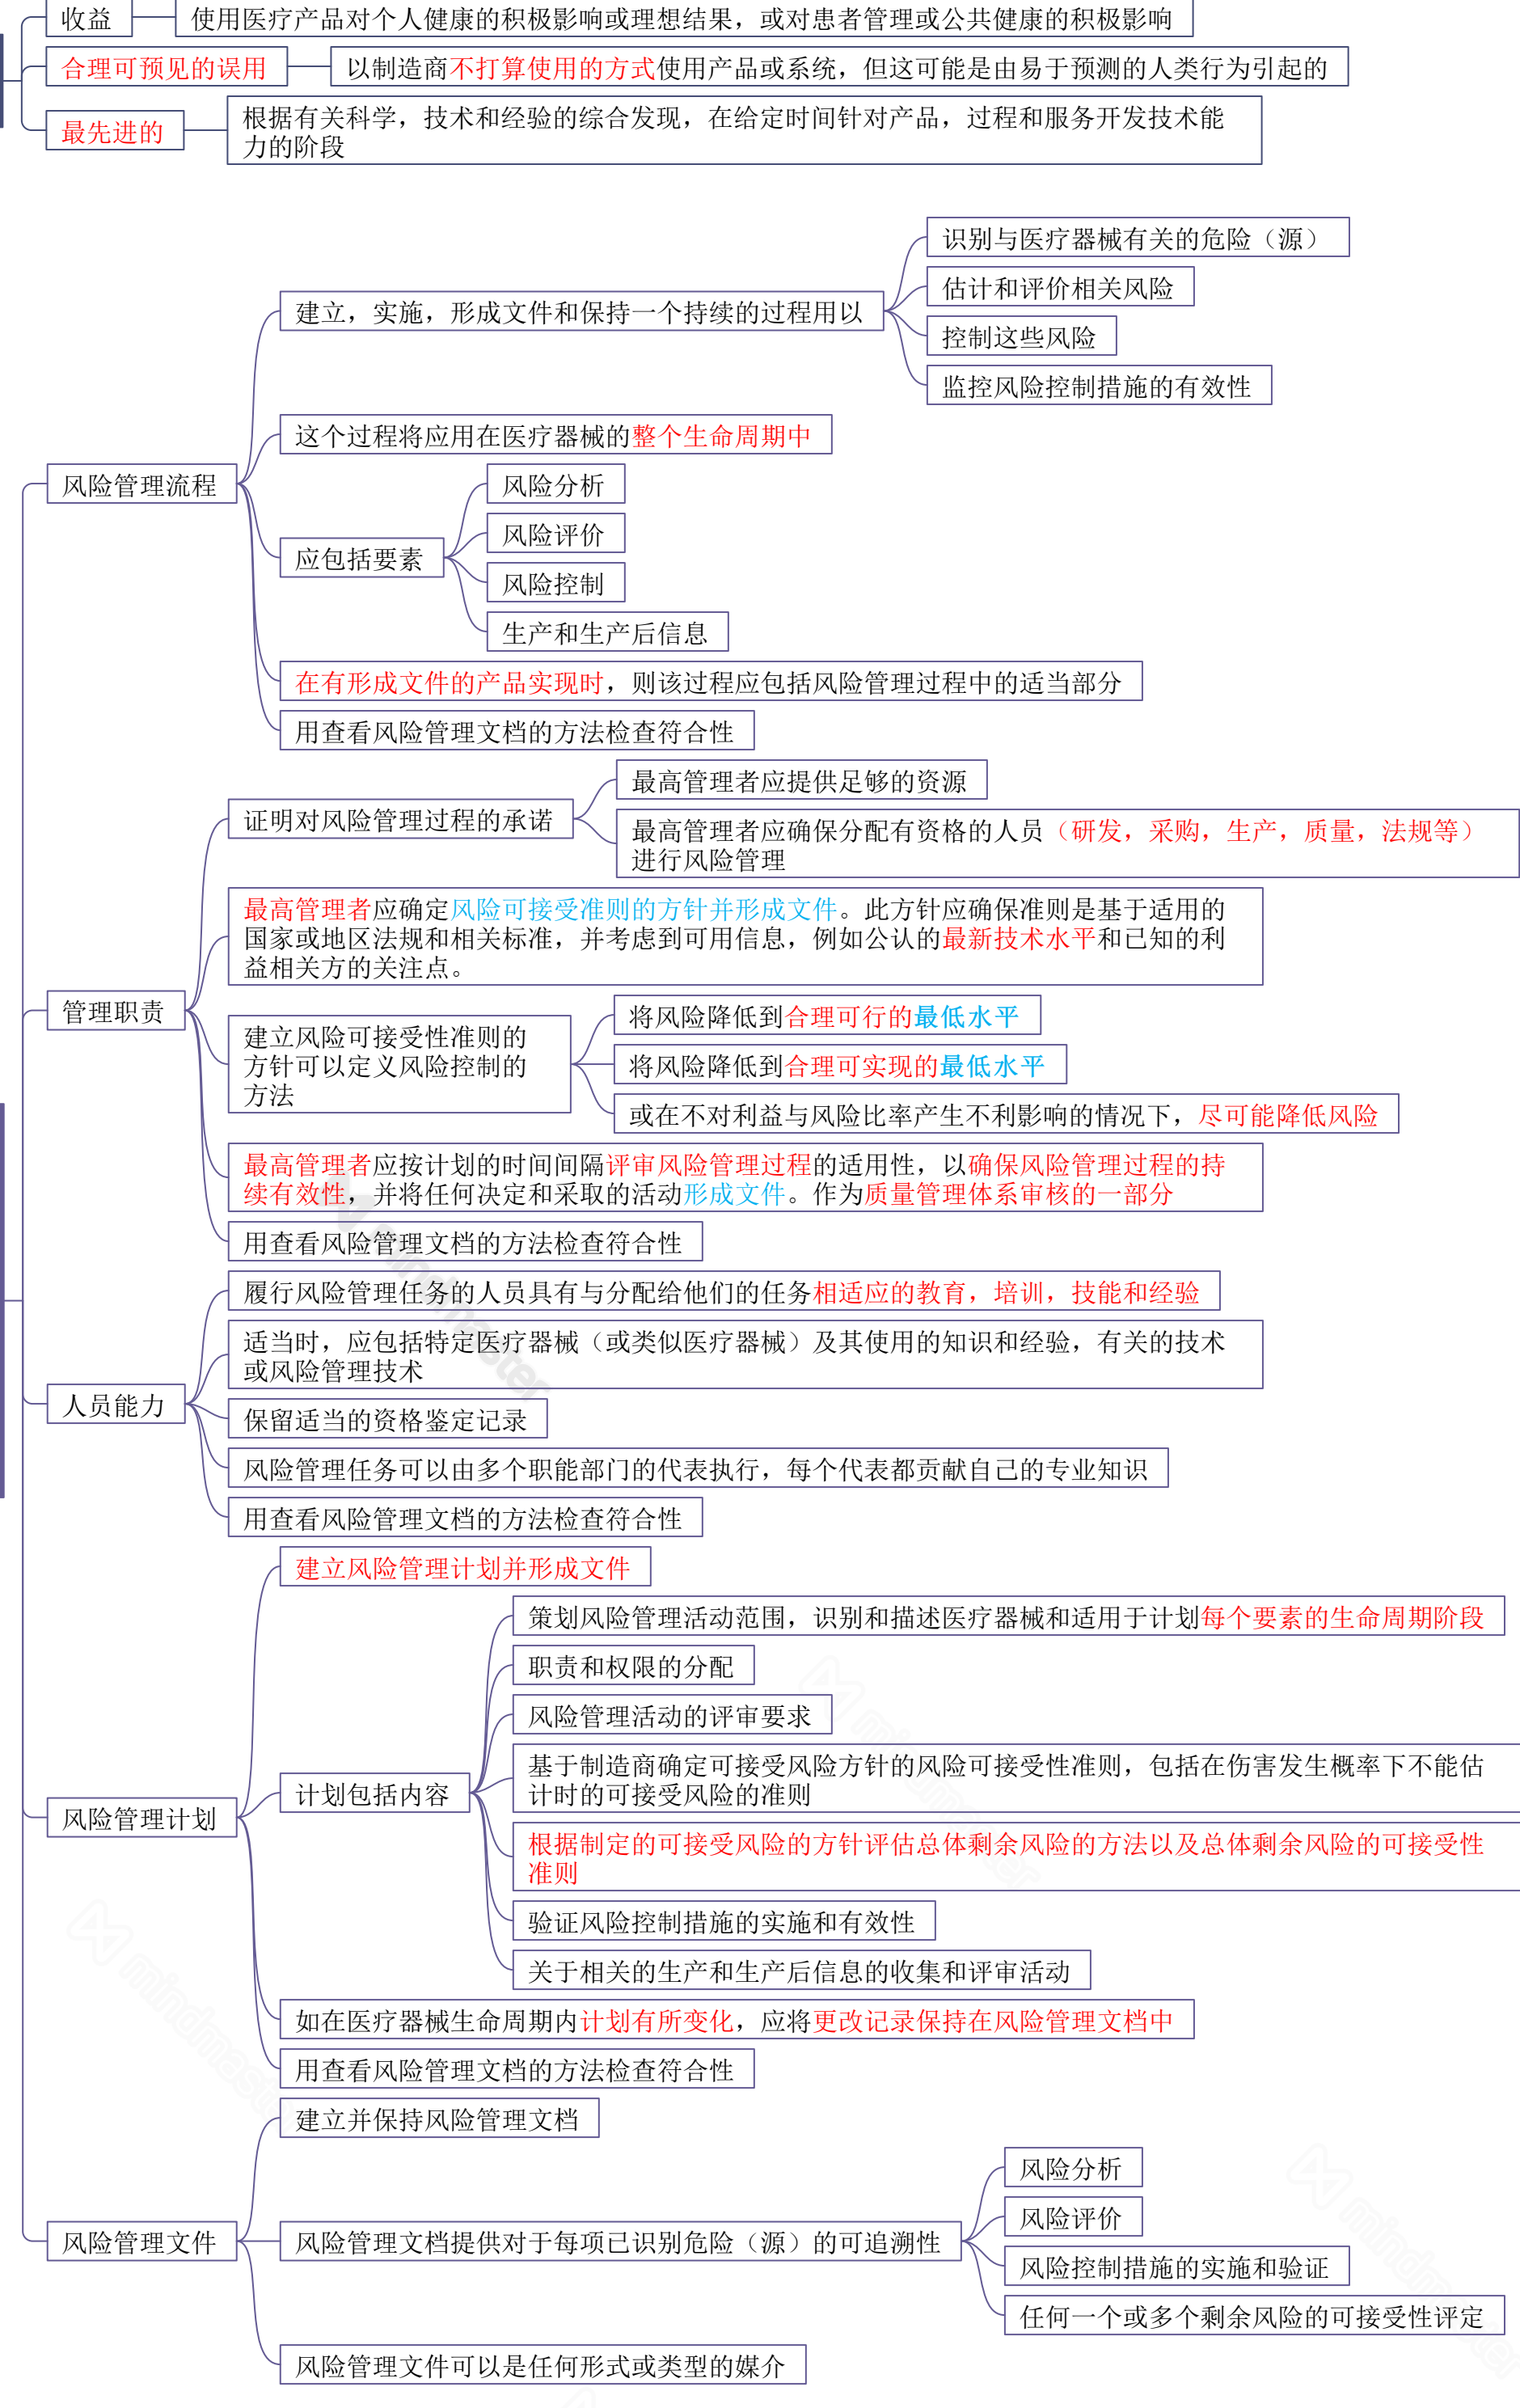 收益
使用医疗产品对个人健康的积极影响或理想结果，或对患者管理或公共健康的积极影响
合理可预见的误用
以制造商不打算使用的方式使用产品或系统，但这可能是由易于预测的人类行为引起的
最先进的
根据有关科学，技术和经验的综合发现，在给定时间针对产品，过程和服务开发技术能
力的阶段
风险管理流程
建立，实施，形成文件和保持一个持续的过程用以
识别与医疗器械有关的危险（源）
估计和评价相关风险
控制这些风险
监控风险控制措施的有效性
这个过程将应用在医疗器械的整个生命周期中
应包括要素
风险分析
风险评价
风险控制
生产和生产后信息
在有形成文件的产品实现时，则该过程应包括风险管理过程中的适当部分
用查看风险管理文档的方法检查符合性
管理职责
证明对风险管理过程的承诺
最高管理者应提供足够的资源
最高管理者应确保分配有资格的人员（研发，采购，生产，质量，法规等）
进行风险管理
最高管理者应确定风险可接受准则的方针并形成文件。此方针应确保准则是基于适用的
国家或地区法规和相关标准，并考虑到可用信息，例如公认的最新技术水平和已知的利
益相关方的关注点。
建立风险可接受性准则的
方针可以定义风险控制的
方法
将风险降低到合理可行的最低水平
将风险降低到合理可实现的最低水平
或在不对利益与风险比率产生不利影响的情况下，尽可能降低风险
最高管理者应按计划的时间间隔评审风险管理过程的适用性，以确保风险管理过程的持
续有效性，并将任何决定和采取的活动形成文件。作为质量管理体系审核的一部分
用查看风险管理文档的方法检查符合性
人员能力
履行风险管理任务的人员具有与分配给他们的任务相适应的教育，培训，技能和经验
适当时，应包括特定医疗器械（或类似医疗器械）及其使用的知识和经验，有关的技术
或风险管理技术
保留适当的资格鉴定记录
风险管理任务可以由多个职能部门的代表执行，每个代表都贡献自己的专业知识
用查看风险管理文档的方法检查符合性
风险管理计划
建立风险管理计划并形成文件
计划包括内容
策划风险管理活动范围，识别和描述医疗器械和适用于计划每个要素的生命周期阶段
职责和权限的分配
风险管理活动的评审要求
基于制造商确定可接受风险方针的风险可接受性准则，包括在伤害发生概率下不能估
计时的可接受风险的准则
根据制定的可接受风险的方针评估总体剩余风险的方法以及总体剩余风险的可接受性
准则
验证风险控制措施的实施和有效性
关于相关的生产和生产后信息的收集和评审活动
如在医疗器械生命周期内计划有所变化，应将更改记录保持在风险管理文档中
用查看风险管理文档的方法检查符合性
风险管理文件
建立并保持风险管理文档
风险管理文档提供对于每项已识别危险（源）的可追溯性
风险分析
风险评价
风险控制措施的实施和验证
任何一个或多个剩余风险的可接受性评定
风险管理文件可以是任何形式或类型的媒介
mindmaster
mindmaster
mindmaster
mindmaster